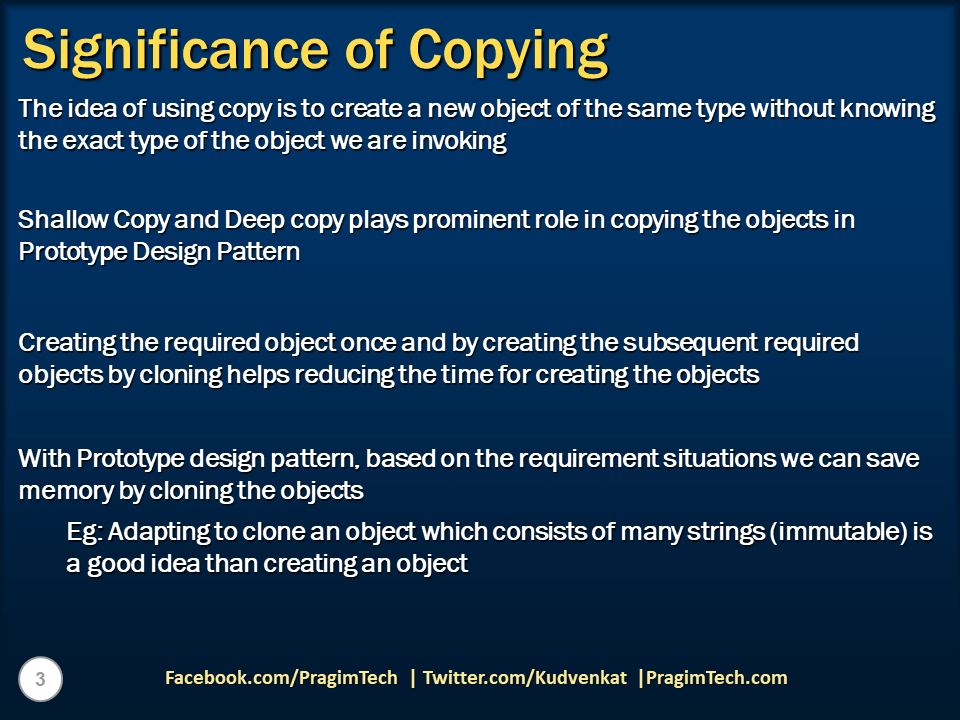 Significance of Copying
The idea of using copy is to create a new object of the same type without knowing
the exact type of the object we are invoking
Shallow Copy and Deep copy plays prominent role in copying the objects in
Prototype Design Pattern
Creating the required object once and by creating the subsequent required
objects by cloning helps reducing the time for creating the objects
With Prototype design pattern, based on the requirement situations we can save
memory by cloning the objects
Eg: Adapting to clone an object which consists of many strings (immutable) is
a good idea than creating an object
3
Facebook.com/PragimTech | Twitter.com/Kudvenkat |PragimTech.com